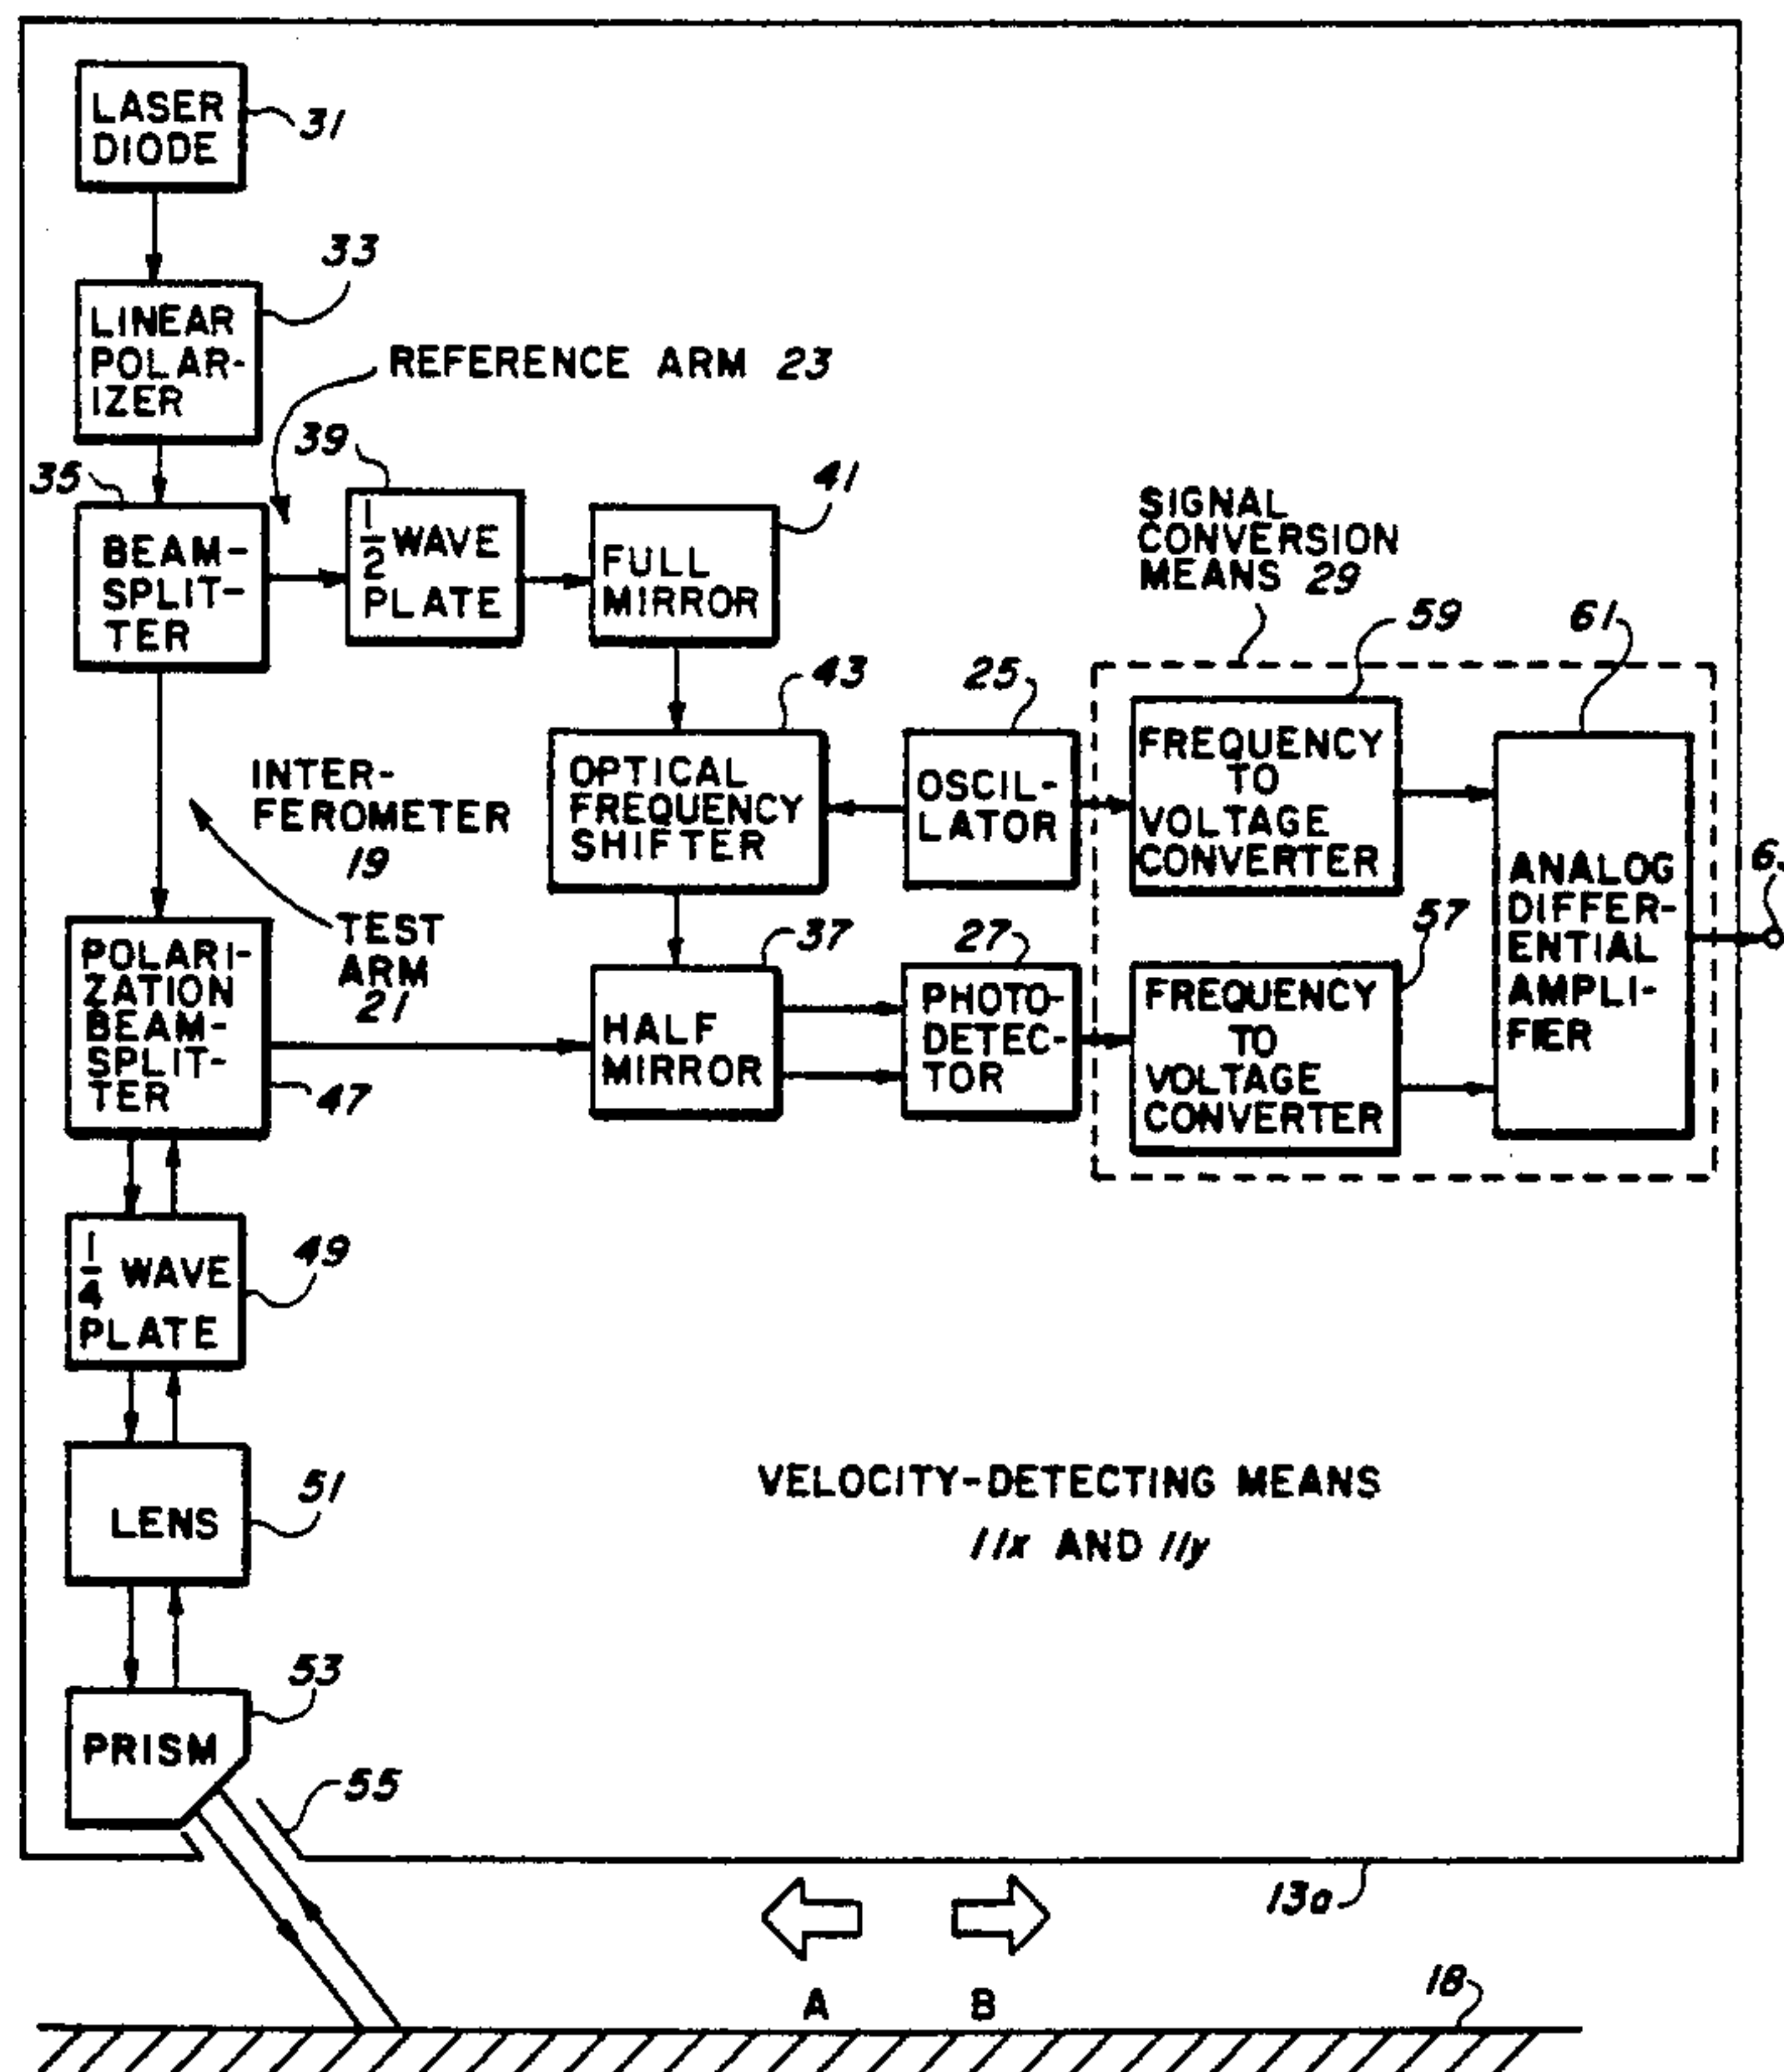 LASER
DIODE
31
33
LINEAR
POLAR-
IZER
REFERENCE ARM 23
35
39
41
BEAM-
SPLIT-
TER
1/2 WAVE
PLATE
FULL
MIRROR
SIGNAL
CONVERSION
MEANS 29
43
25
59
61
INTER-
FEROMETER
19
OPTICAL
FREQUENCY
SHIFTER
OSCIL-
LATOR
FREQUENCY
TO
VOLTAGE
CONVERTER
ANALOG
DIFFER-
ENTIAL
AMPLI-
FIER
TEST
ARM
21
37
27
57
POLARI-
ZATION
BEAM-
SPLIT-
TER
47
HALF
MIRROR
PHOTO-
DETEC-
TOR
FREQUENCY
TO
VOLTAGE
CONVERTER
1/4 WAVE
PLATE
49
LENS
51
VELOCITY-DETECTING MEANS
11x AND 11y
PRISM
53
55
13a
A B
18